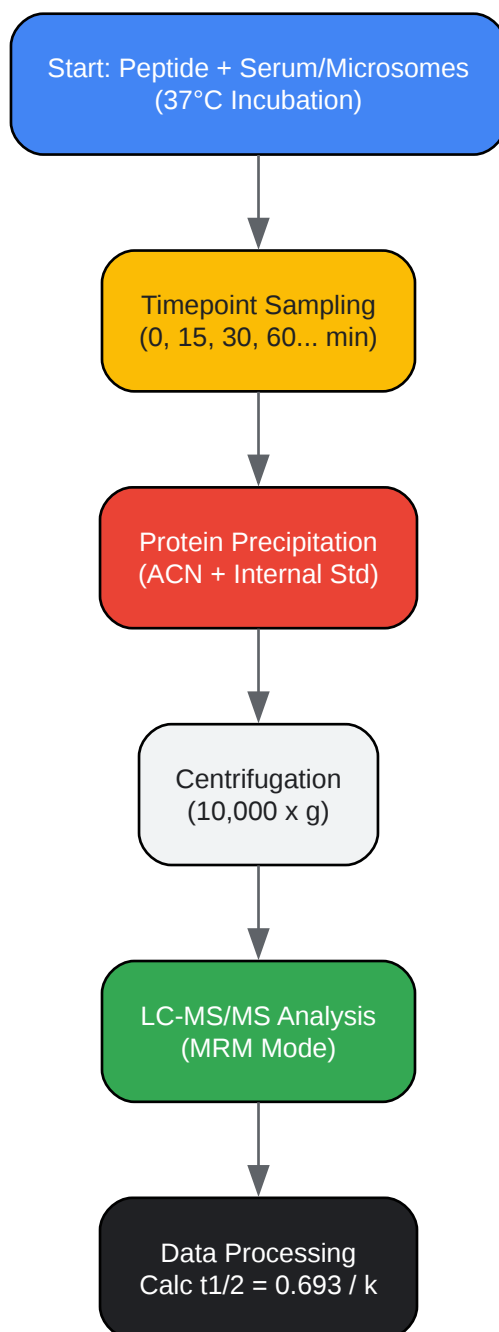 Start: Peptide + Serum/Microsomes
(37°C Incubation)
Timepoint Sampling
(0, 15, 30, 60... min)
Protein Precipitation
(ACN + Internal Std)
Centrifugation
(10,000 x g)
LC-MS/MS Analysis
(MRM Mode)
Data Processing
Calc t1/2 = 0.693 / k